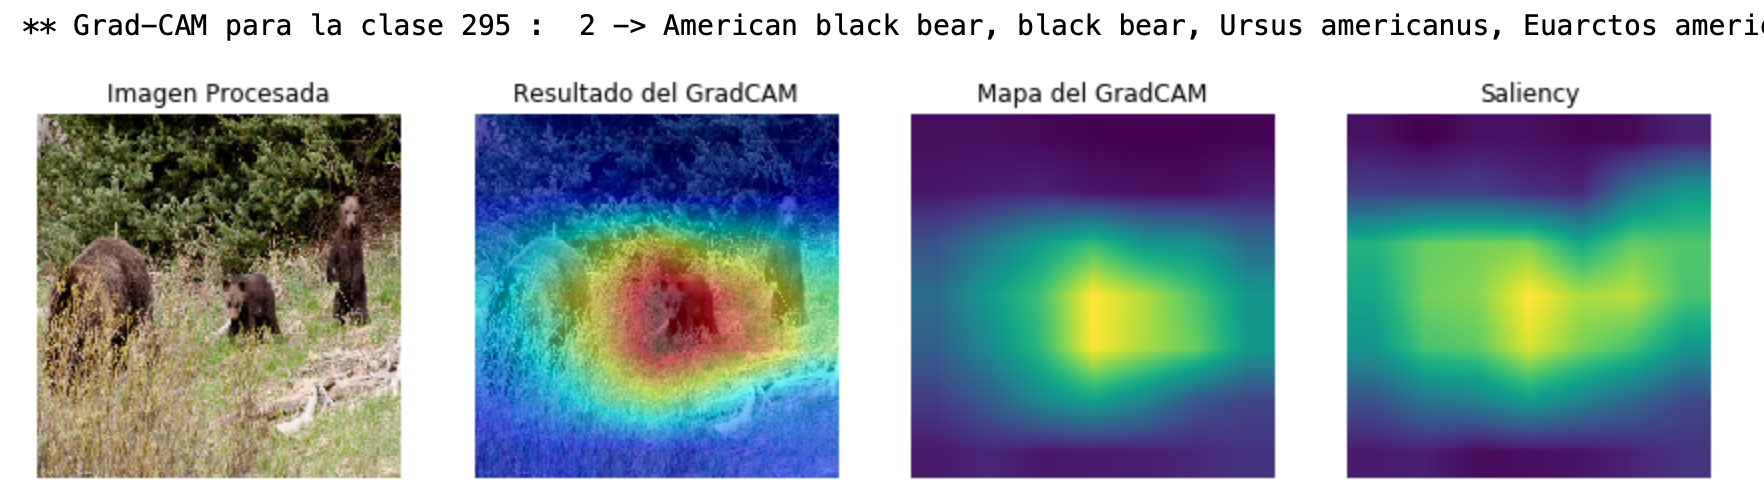 ** Grad-CAM para la clase 295 :  2 -> American black bear, black bear, Ursus americanus, Euarctos
Imagen Procesada
Resultado del GradCAM
Mapa del GradCAM
Saliency